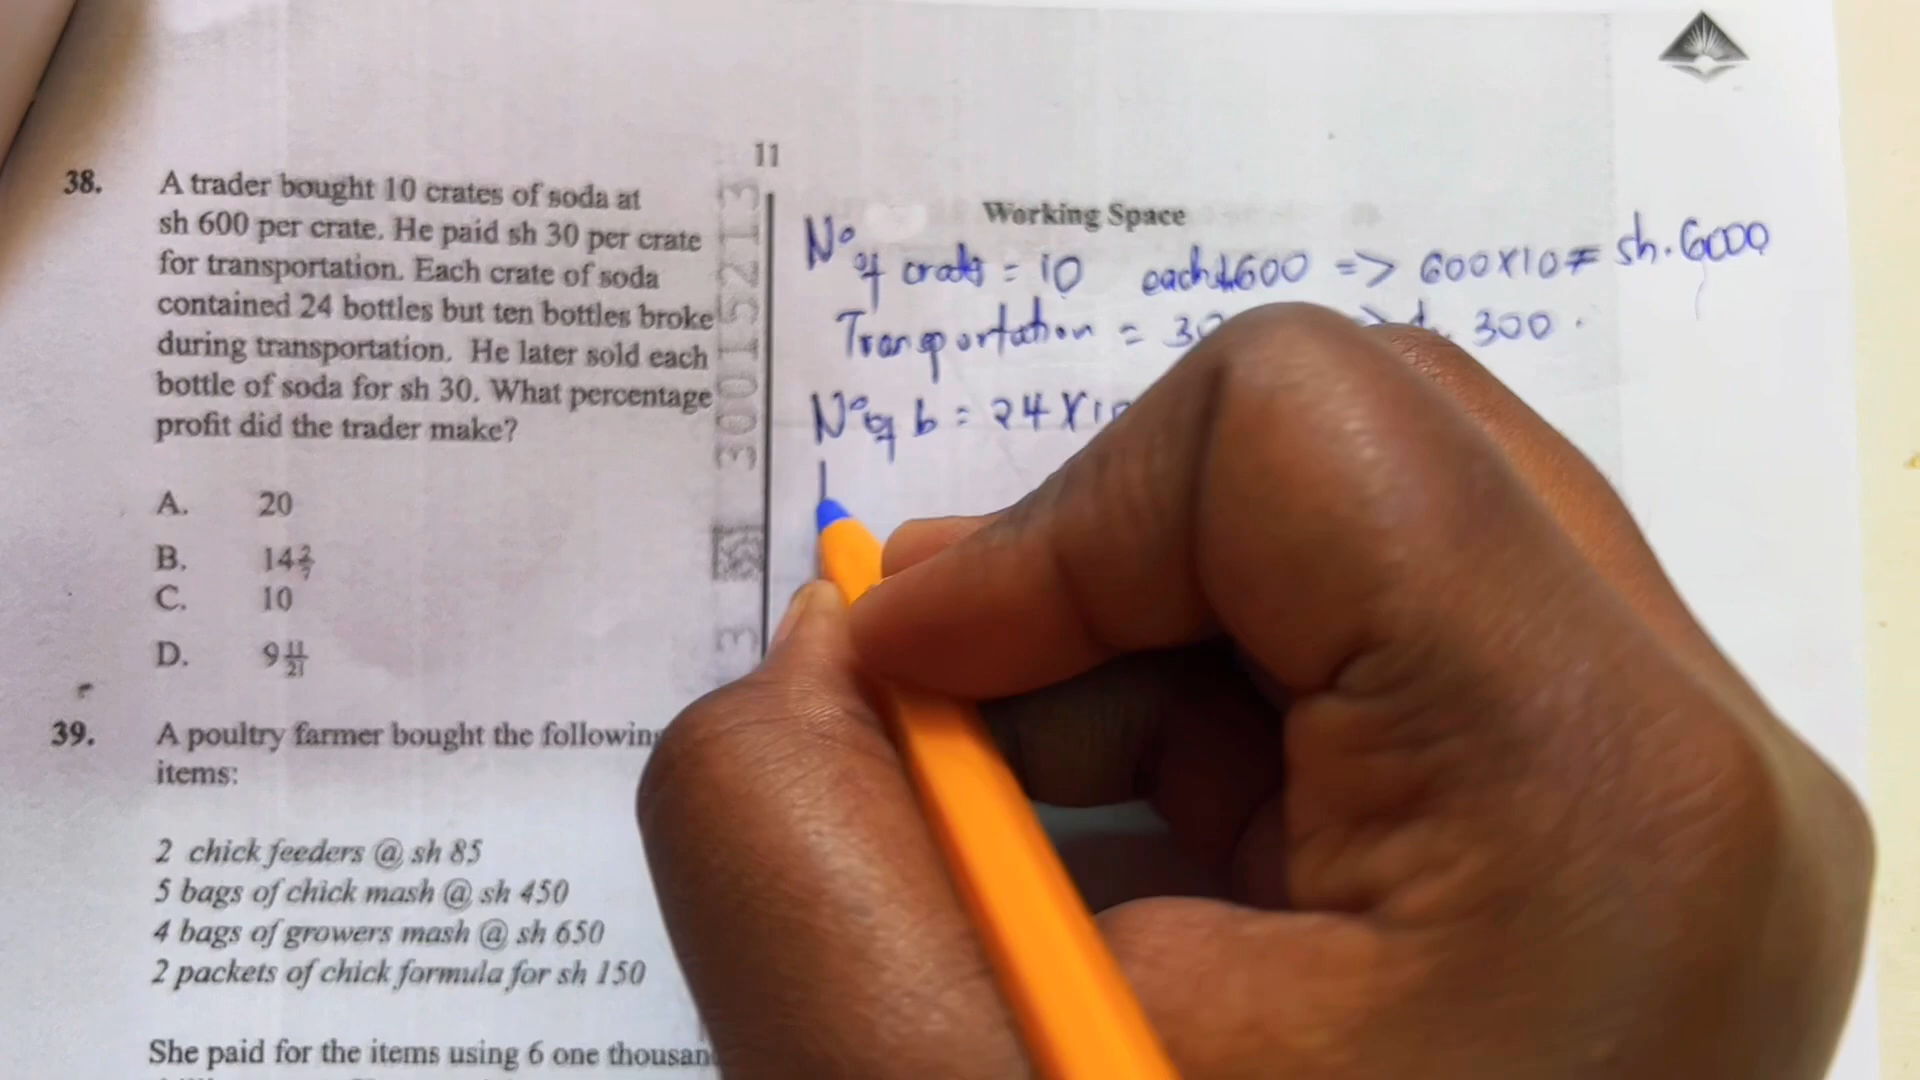 11
38. A trader bought 10 crates of soda at
sh 600 per crate. He paid sh 30 per crate
for transportation. Each crate of soda
contained 24 bottles but ten bottles broke
during transportation. He later sold each
bottle of soda for sh 30. What percentage
profit did the trader make?
A. 20
B. 14 2/7
C. 10
D. 9 11/21
39. A poultry farmer bought the following
items:
2 chick feeders @ sh 85
5 bags of chick mash @ sh 450
4 bags of growers mash @ sh 650
2 packets of chick formula for sh 150
She paid for the items using 6 one thousan
300152213
3
Working Space
No of crats = 10 each 600 => 600X10 = sh. 6000
Transportation = 30 300
No of b = 24 X 10